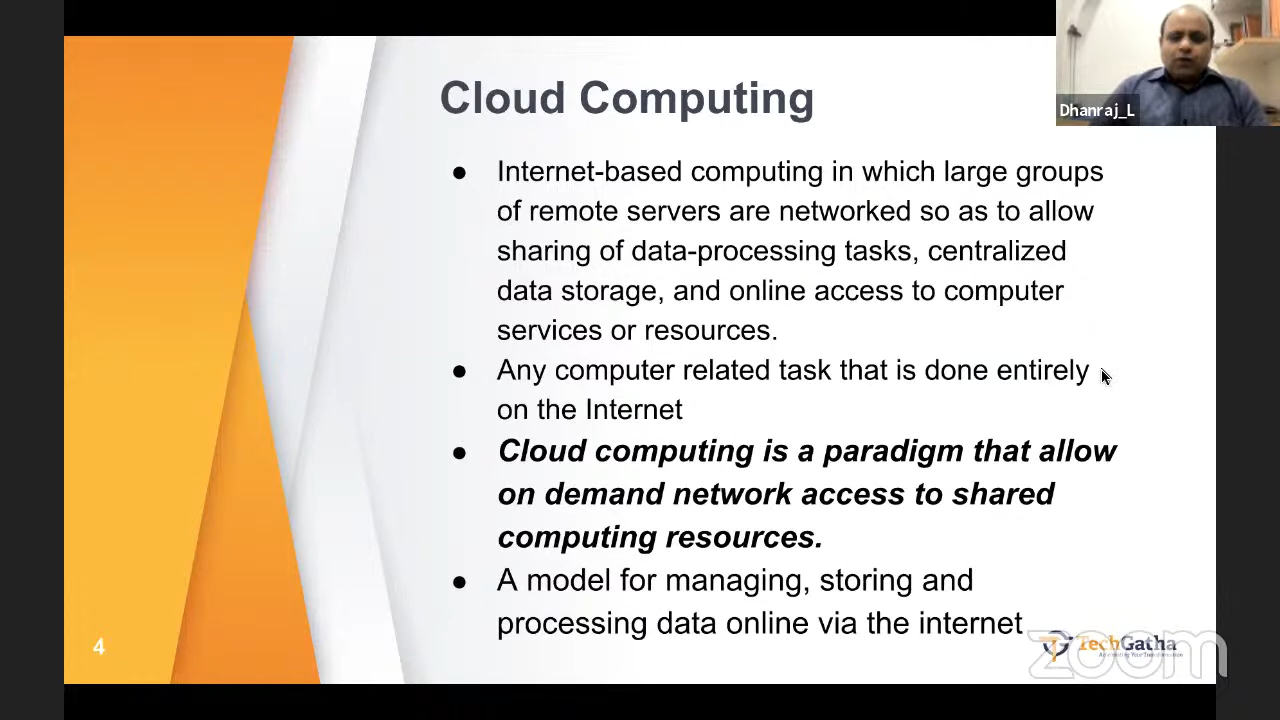 Cloud Computing
Dhanraj_L
● Internet-based computing in which large groups
of remote servers are networked so as to allow
sharing of data-processing tasks, centralized
data storage, and online access to computer
services or resources.
● Any computer related task that is done entirely
on the Internet
● Cloud computing is a paradigm that allow
on demand network access to shared
computing resources.
● A model for managing, storing and
processing data online via the internet
4
TechGatha
zoom